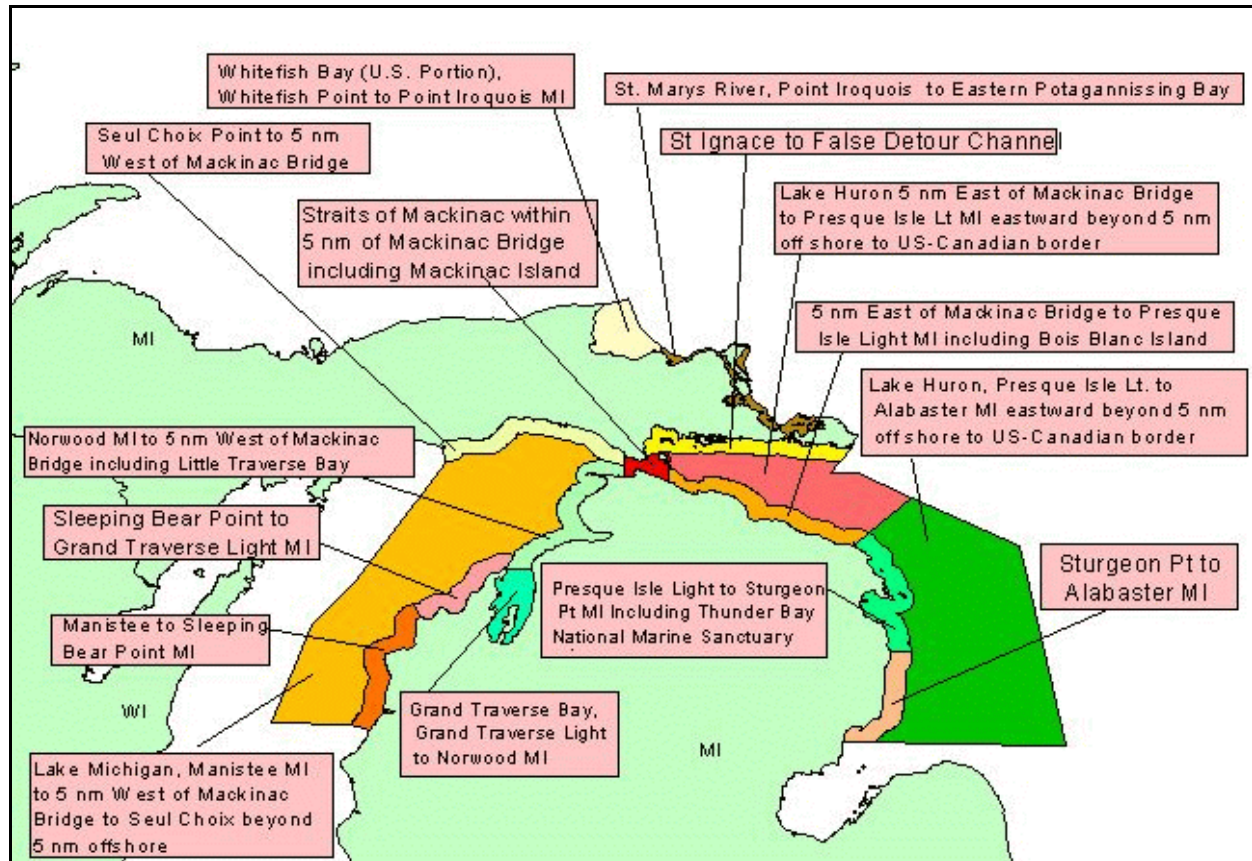 Whitefish Bay (U.S. Portion),
Whitefish Point to Point Iroquois MI
St. Marys River, Point Iroquois to Eastern Potagannissing Bay
Seul Choix Point to 5 nm
West of Mackinac Bridge
St Ignace to False Detour Channel
Straits of Mackinac within
5 nm of Mackinac Bridge
including Mackinac Island
Lake Huron 5 nm East of Mackinac Bridge
to Presque Isle Lt MI eastward beyond 5 nm
off shore to US-Canadian border
5 nm East of Mackinac Bridge to Presque
Isle Light MI including Bois Blanc Island
MI
Lake Huron, Presque Isle Lt. to
Alabaster MI eastward beyond 5 nm
off shore to US-Canadian border
Norwood MI to 5 nm West of Mackinac
Bridge including Little Traverse Bay
Sleeping Bear Point to
Grand Traverse Light MI
Sturgeon Pt to
Alabaster MI
Presque Isle Light to Sturgeon
Pt MI Including Thunder Bay
National Marine Sanctuary
Manistee to Sleeping
Bear Point MI
WI
Grand Traverse Bay,
Grand Traverse Light
to Norwood MI
MI
Lake Michigan, Manistee MI
to 5 nm West of Mackinac
Bridge to Seul Choix beyond
5 nm offshore